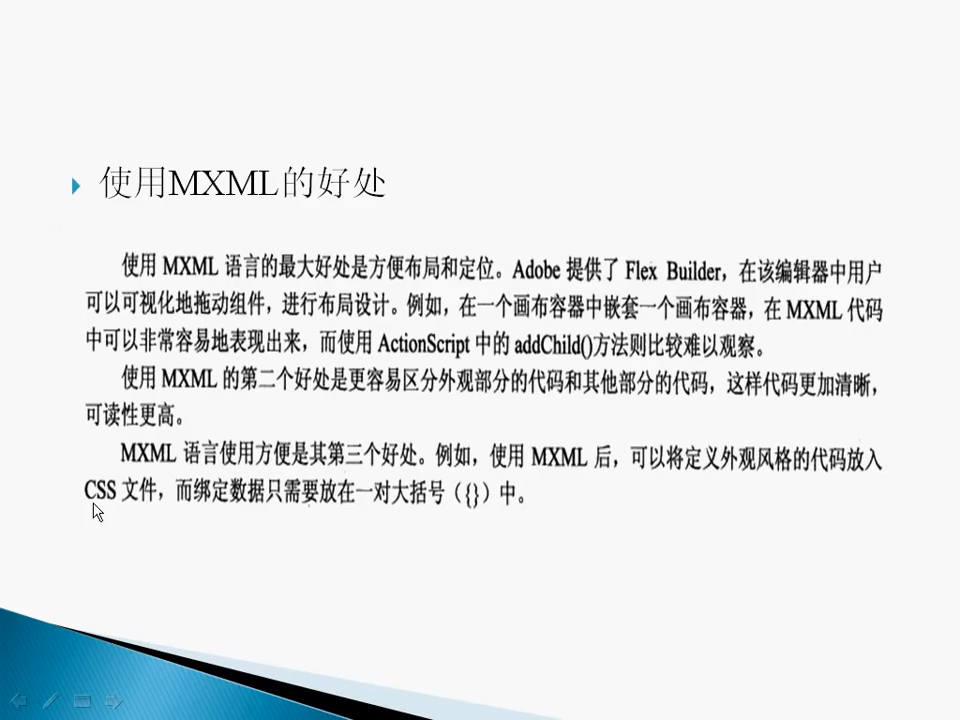 使用MXML的好处
使用 MXML 语言的最大好处是方便布局和定位。Adobe 提供了 Flex Builder，在该编辑器中用户
可以可视化地拖动组件，进行布局设计。例如，在一个画布容器中嵌套一个画布容器，在 MXML 代码
中可以非常容易地表现出来，而使用 ActionScript 中的 addChild()方法则比较难以观察。
使用 MXML 的第二个好处是更容易区分外观部分的代码和其他部分的代码，这样代码更加清晰，
可读性更高。
MXML 语言使用方便是其第三个好处。例如，使用 MXML 后，可以将定义外观风格的代码放入
CSS 文件，而绑定数据只需要放在一对大括号（{}）中。